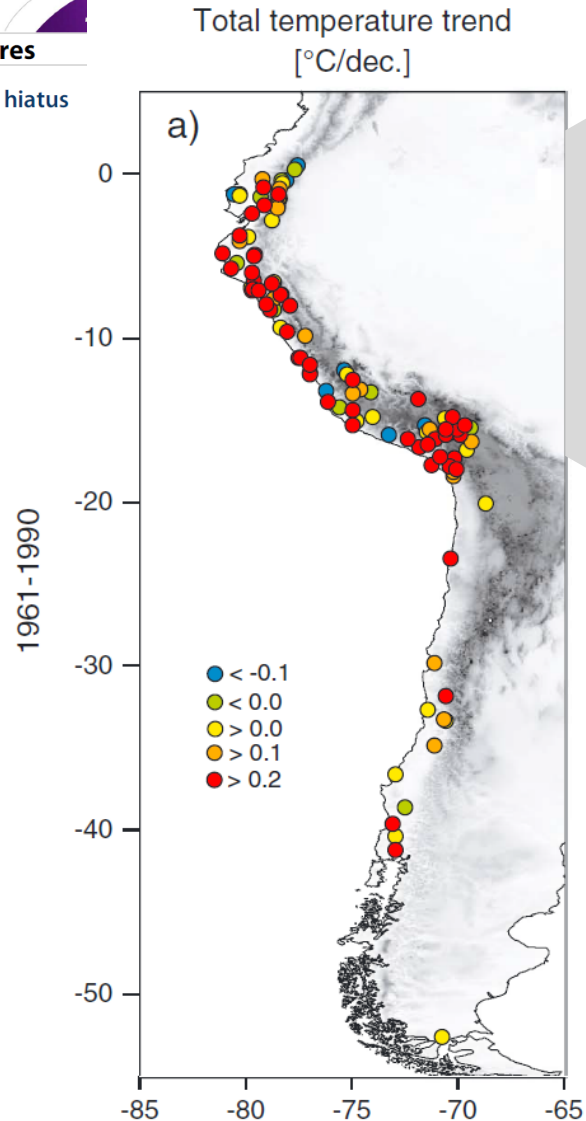 res
hiatus
Total temperature trend
[°C/dec.]
a)
0
-10
-20
-30
-40
-50
1961-1990
< -0.1
< 0.0
> 0.0
> 0.1
> 0.2
-85 -80 -75 -70 -65